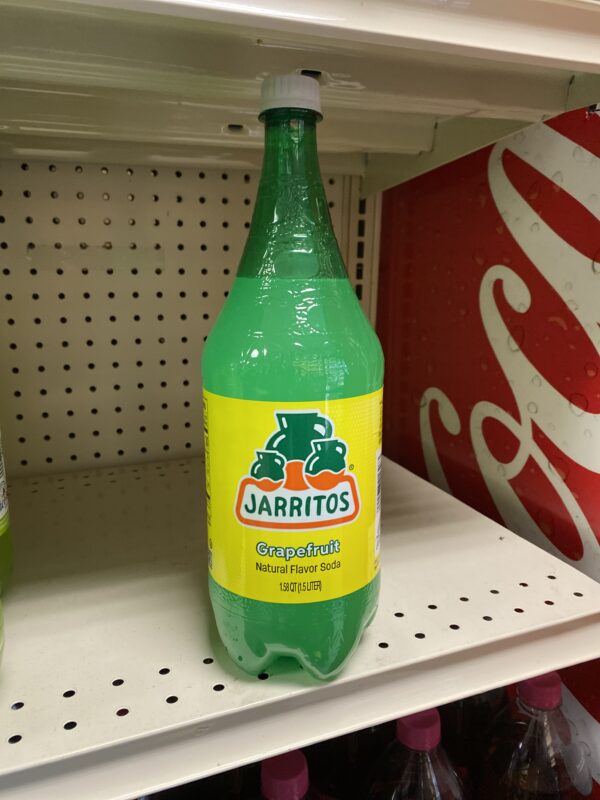 JARRITOS
®
Grapefruit
Natural Flavor Soda
1.58 QT (1.5 LITER)